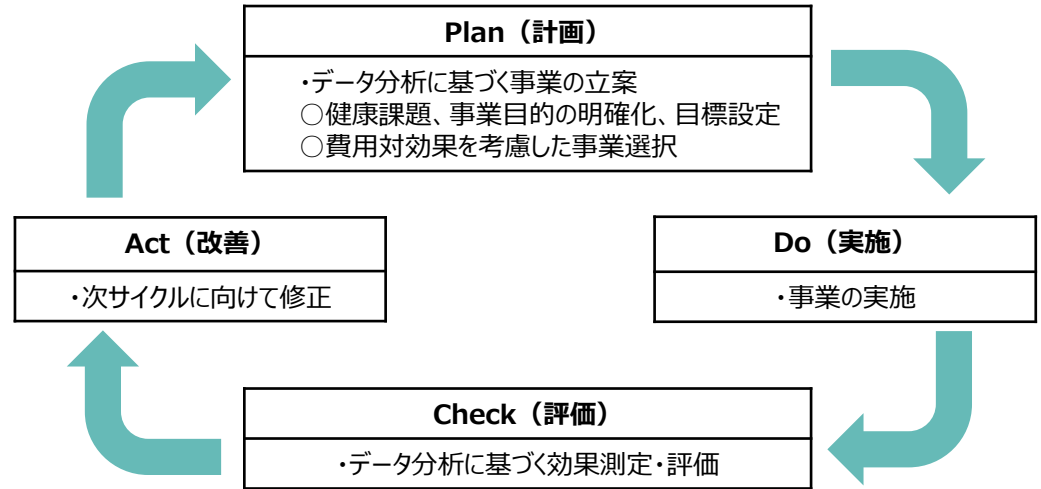 Plan（計画）
・データ分析に基づく事業の立案
○健康課題、事業目的の明確化、目標設定
○費用対効果を考慮した事業選択
Do（実施）
・事業の実施
Check（評価）
・データ分析に基づく効果測定・評価
Act（改善）
・次サイクルに向けて修正